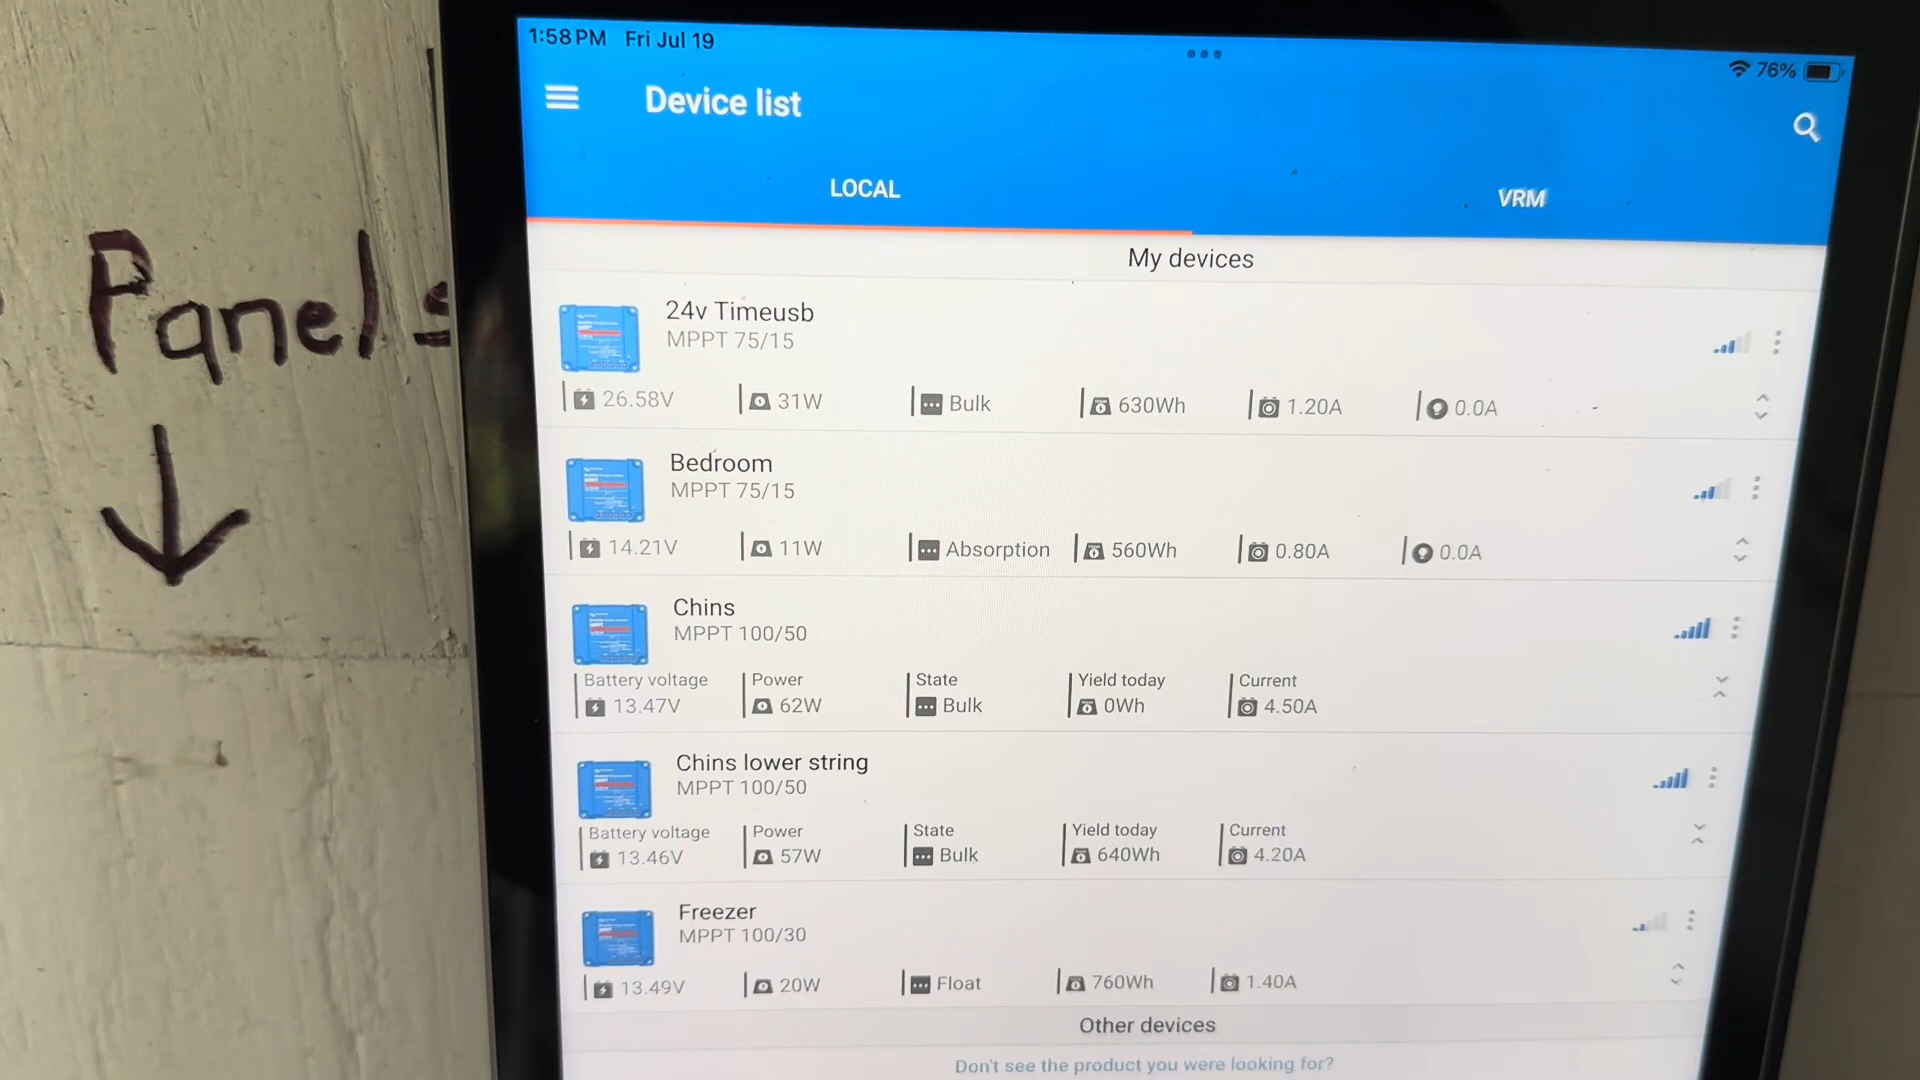 Panels
1:58 PM Fri Jul 19
76%
Device list
LOCAL
VRM
My devices
24v Timeusb
MPPT 75/15
26.58V 31W Bulk 630Wh 1.20A 0.0A
Bedroom
MPPT 75/15
14.21V 11W Absorption 560Wh 0.80A 0.0A
Chins
MPPT 100/50
Battery voltage Power State Yield today Current
13.47V 62W Bulk 0Wh 4.50A
Chins lower string
MPPT 100/50
Battery voltage Power State Yield today Current
13.46V 57W Bulk 640Wh 4.20A
Freezer
MPPT 100/30
13.49V 20W Float 760Wh 1.40A
Other devices
Don't see the product you were looking for?